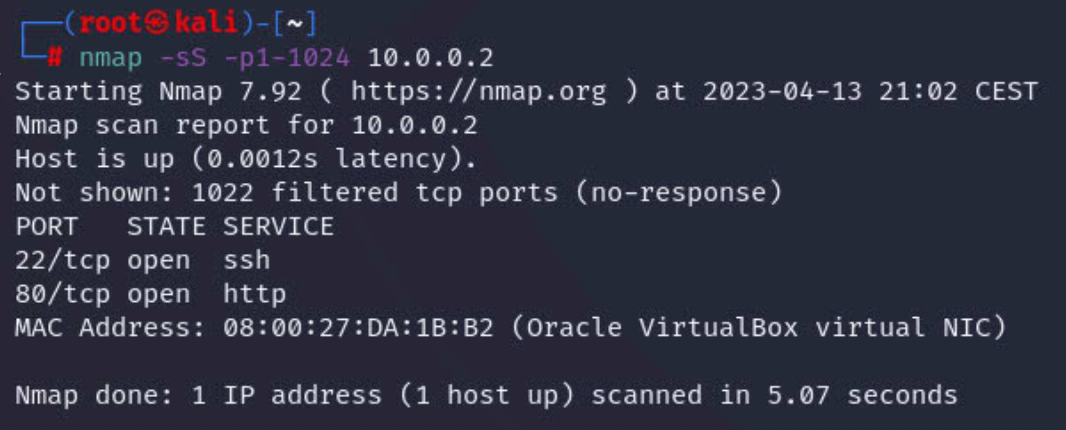 ┌──(root㉿kali)-[~]
└─# nmap -sS -p1-1024 10.0.0.2
Starting Nmap 7.92 ( https://nmap.org ) at 2023-04-13 21:02 CEST
Nmap scan report for 10.0.0.2
Host is up (0.0012s latency).
Not shown: 1022 filtered tcp ports (no-response)
PORT   STATE SERVICE
22/tcp open  ssh
80/tcp open  http
MAC Address: 08:00:27:DA:1B:B2 (Oracle VirtualBox virtual NIC)
Nmap done: 1 IP address (1 host up) scanned in 5.07 seconds